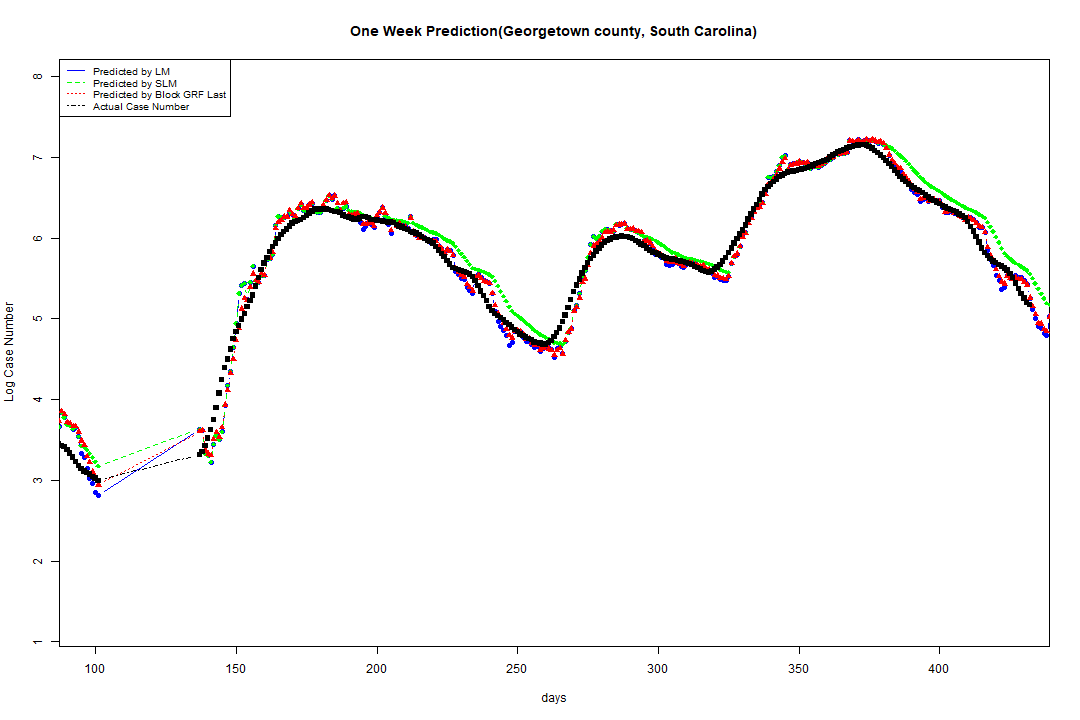 One Week Prediction(Georgetown county, South Carolina)
Predicted by LM
Predicted by SLM
Predicted by Block GRF Last
Actual Case Number
8
7
6
5
4
3
2
1
Log Case Number
100 150 200 250 300 350 400
days